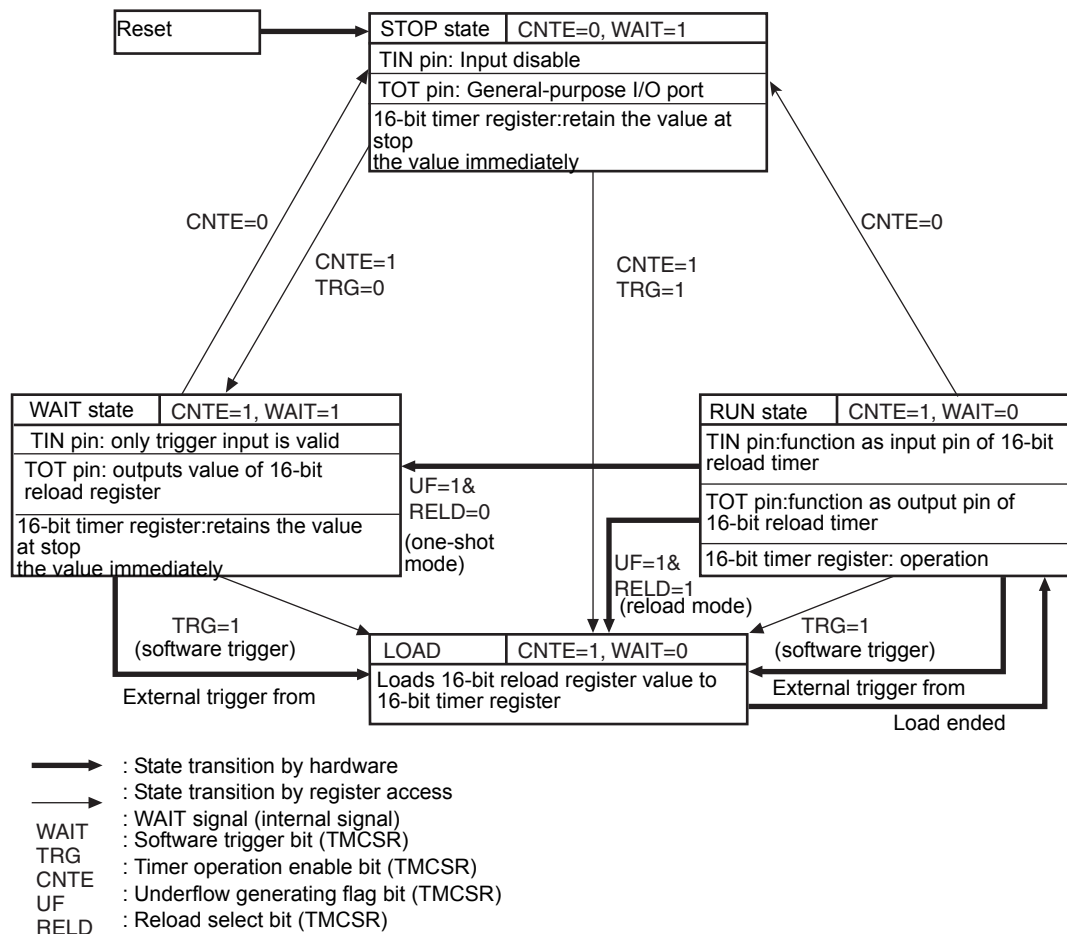 Reset
STOP state CNTE=0, WAIT=1
TIN pin: Input disable
TOT pin: General-purpose I/O port
16-bit timer register:retain the value at
stop
the value immediately
CNTE=0
CNTE=1
TRG=0
CNTE=1
TRG=1
CNTE=0
WAIT state CNTE=1, WAIT=1
TIN pin: only trigger input is valid
TOT pin: outputs value of 16-bit
reload register
16-bit timer register:retains the value
at stop
the value immediately
RUN state CNTE=1, WAIT=0
TIN pin:function as input pin of 16-bit
reload timer
TOT pin:function as output pin of
16-bit reload timer
16-bit timer register: operation
UF=1&
RELD=0
(one-shot
mode)
UF=1&
RELD=1
(reload mode)
TRG=1
(software trigger)
External trigger from
LOAD CNTE=1, WAIT=0
Loads 16-bit reload register value to
16-bit timer register
TRG=1
(software trigger)
External trigger from
Load ended
: State transition by hardware
: State transition by register access
WAIT : WAIT signal (internal signal)
TRG : Software trigger bit (TMCSR)
CNTE : Timer operation enable bit (TMCSR)
UF : Underflow generating flag bit (TMCSR)
RELD : Reload select bit (TMCSR)